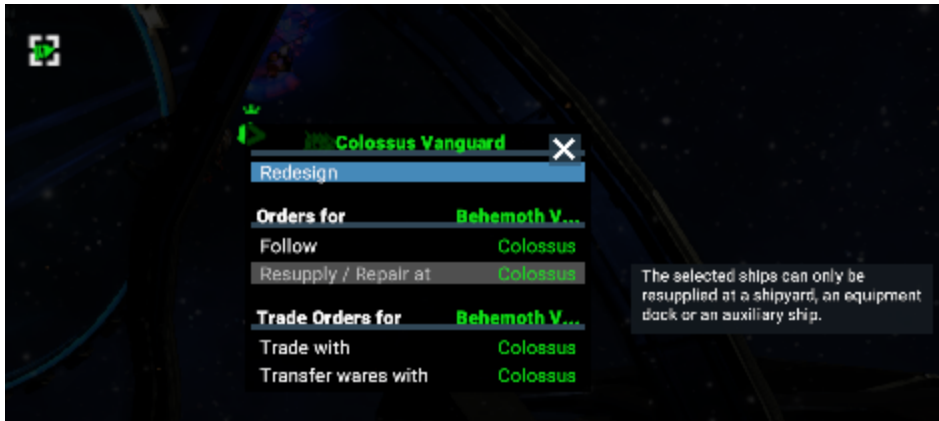 Colossus Vanguard
Redesign
Orders for Behemoth V...
Follow Colossus
Resupply / Repair at Colossus
Trade Orders for Behemoth V...
Trade with Colossus
Transfer wares with Colossus
The selected ships can only be
resupplied at a shipyard, an equipment
dock or an auxiliary ship.